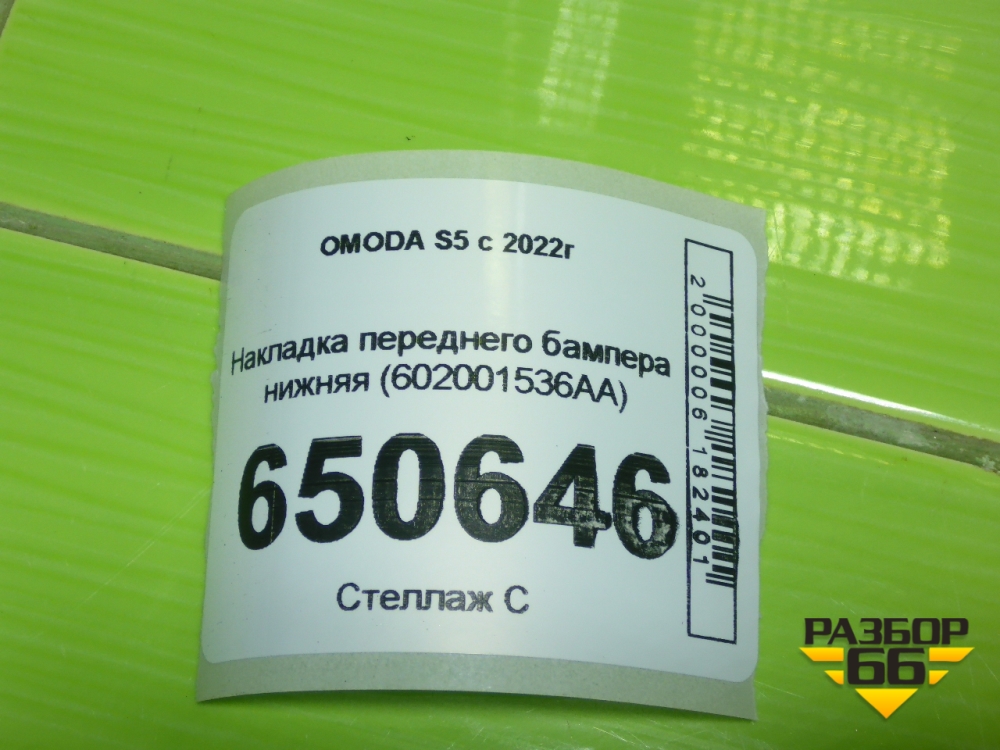 OMODA S5 с 2022г
Накладка переднего бампера
нижняя (602001536AA)
650646
Стеллаж С
2000006182401
РАЗБОР
66